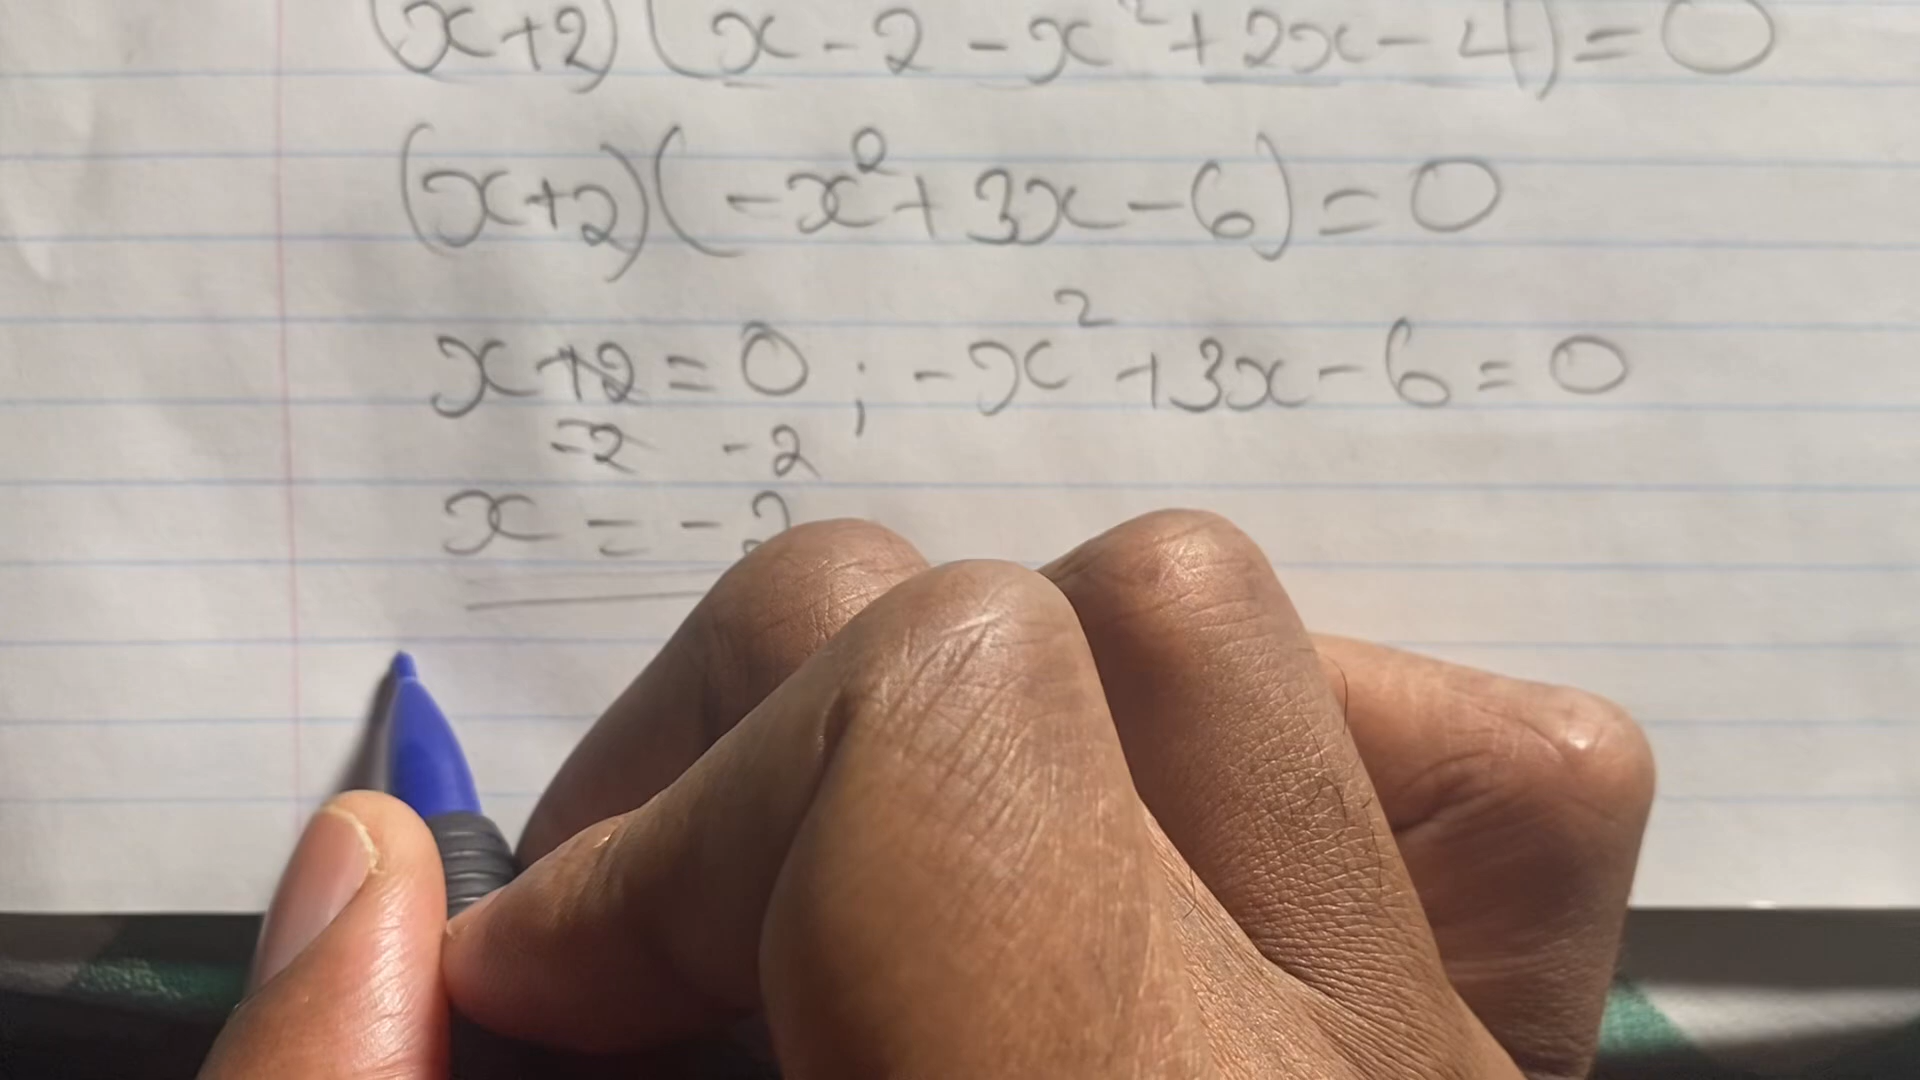 (x+2)(x-2-x²+2x-4)=0
(x+2)(-x²+3x-6)=0
x+2=0; -x²+3x-6=0
-2 -2
x=-2